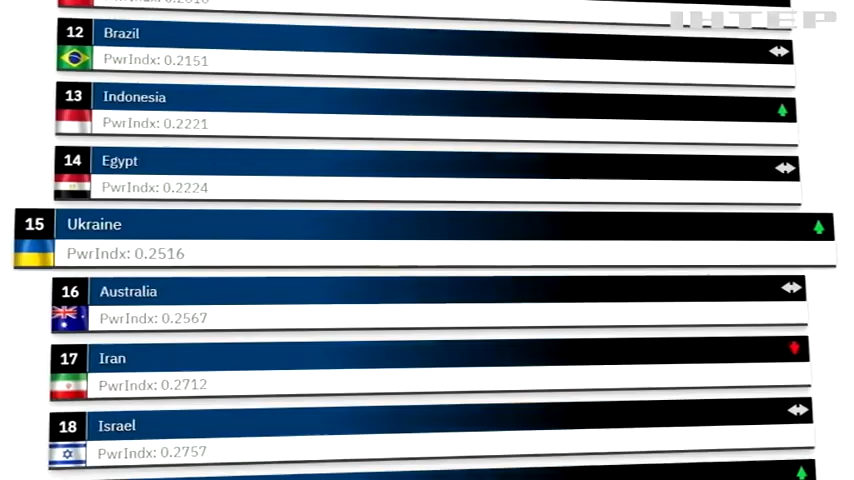 ІНТЕР
12 Brazil
PwrIndx: 0.2151
13 Indonesia
PwrIndx: 0.2221
14 Egypt
PwrIndx: 0.2224
15 Ukraine
PwrIndx: 0.2516
16 Australia
PwrIndx: 0.2567
17 Iran
PwrIndx: 0.2712
18 Israel
PwrIndx: 0.2757